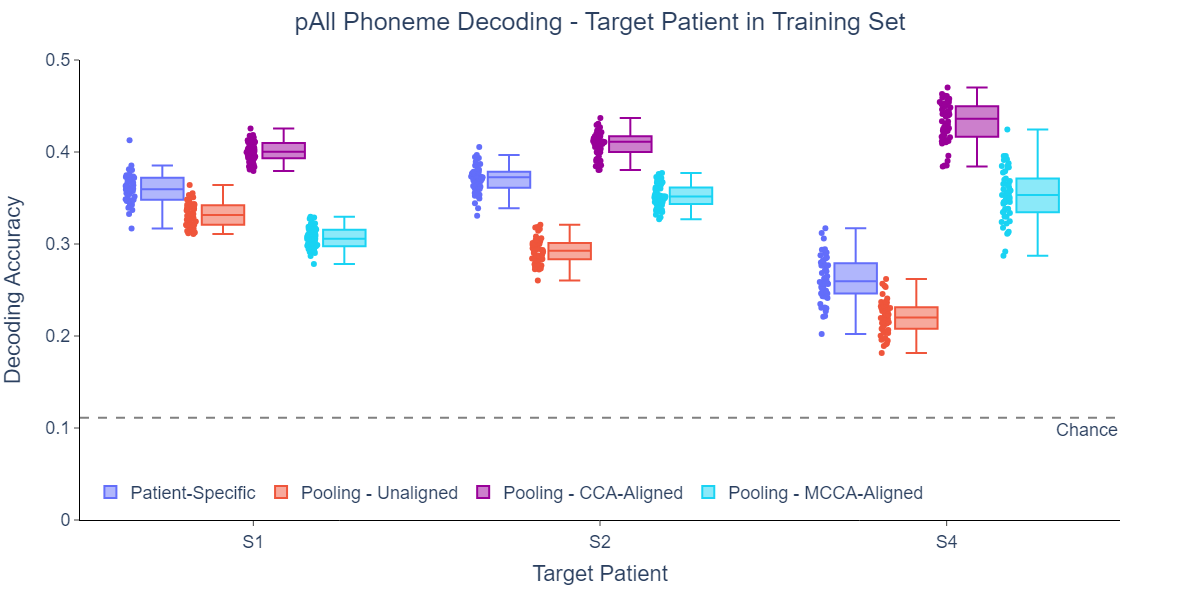 pAll Phoneme Decoding - Target Patient in Training Set
0.5
0.4
0.3
0.2
0.1
0
Decoding Accuracy
Chance
Patient-Specific
Pooling - Unaligned
Pooling - CCA-Aligned
Pooling - MCCA-Aligned
S1
S2
S4
Target Patient